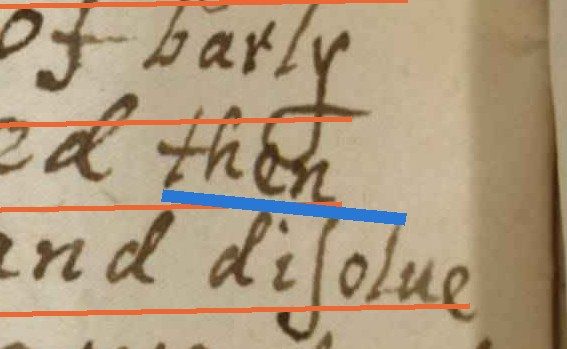 of barly
ed then
and diſolue